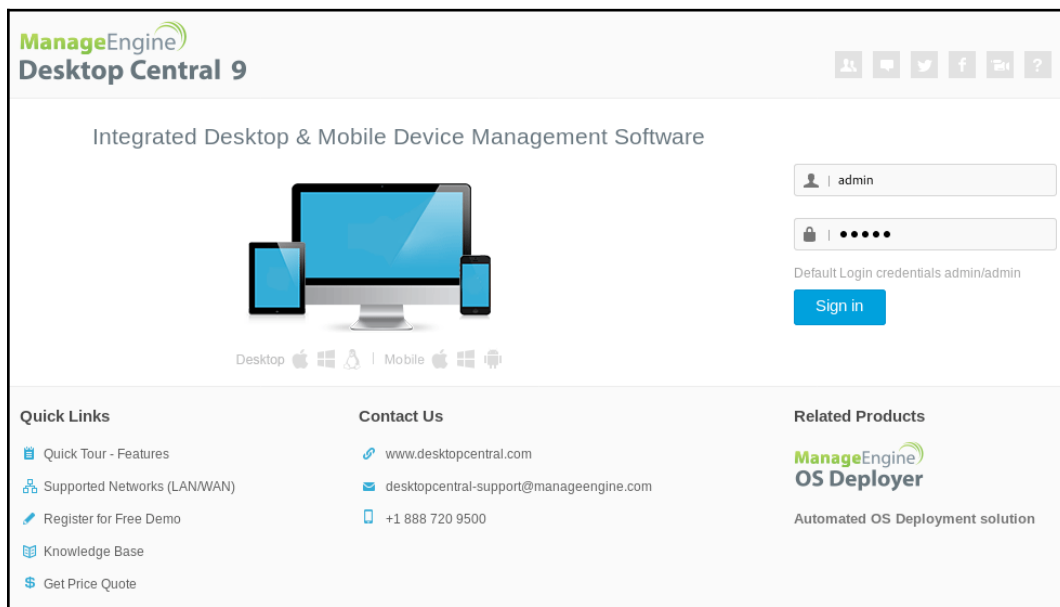 ManageEngine
Desktop Central 9
?
Integrated Desktop & Mobile Device Management Software
admin
●●●●●
Default Login credentials admin/admin
Sign in
Desktop | Mobile
Quick Links
Quick Tour - Features
Supported Networks (LAN/WAN)
Register for Free Demo
Knowledge Base
$ Get Price Quote
Contact Us
www.desktopcentral.com
desktopcentral-support@manageengine.com
+1 888 720 9500
Related Products
ManageEngine
OS Deployer
Automated OS Deployment solution